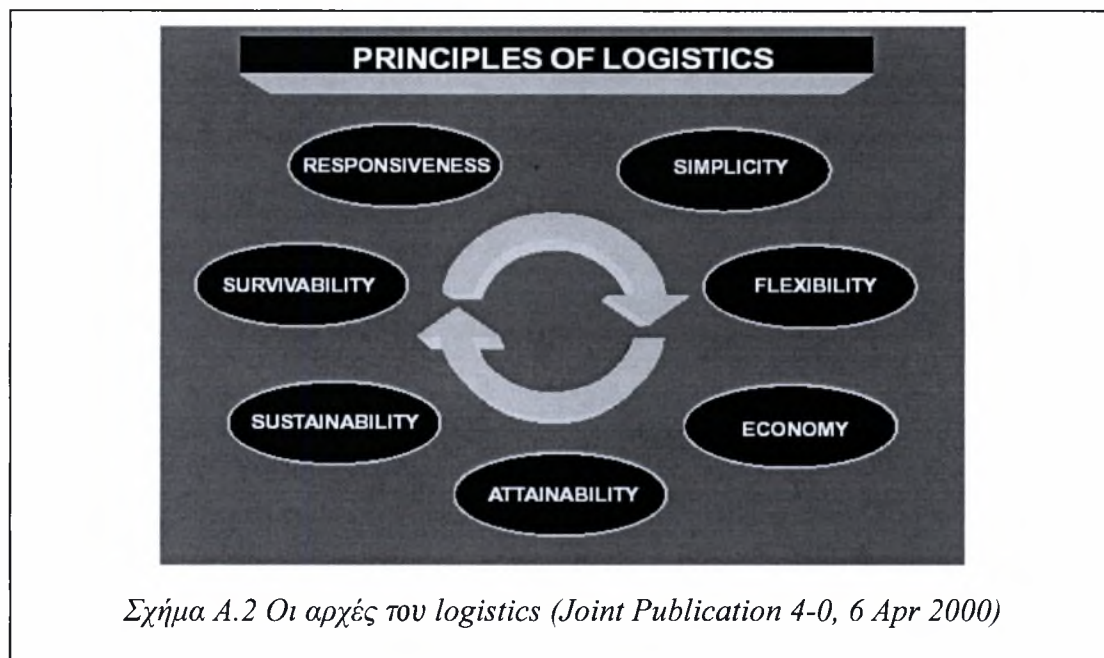 PRINCIPLES OF LOGISTICS
RESPONSIVENESS
SIMPLICITY
SURVIVABILITY
FLEXIBILITY
SUSTAINABILITY
ECONOMY
ATTAINABILITY
Σχήμα Α.2 Οι αρχές του logistics (Joint Publication 4-0, 6 Apr 2000)